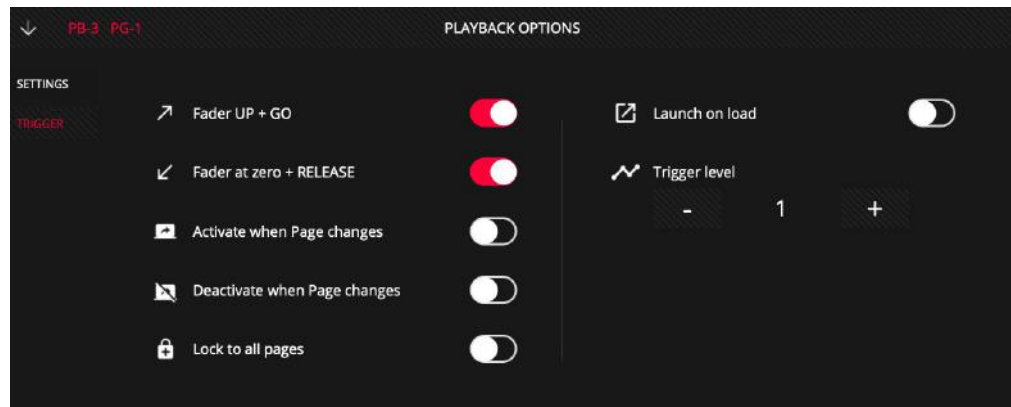 PB-3 PG-1
PLAYBACK OPTIONS
SETTINGS
TRIGGER
Fader UP + GO
Fader at zero + RELEASE
Activate when Page changes
Deactivate when Page changes
Lock to all pages
Launch on load
Trigger level
- 1 +